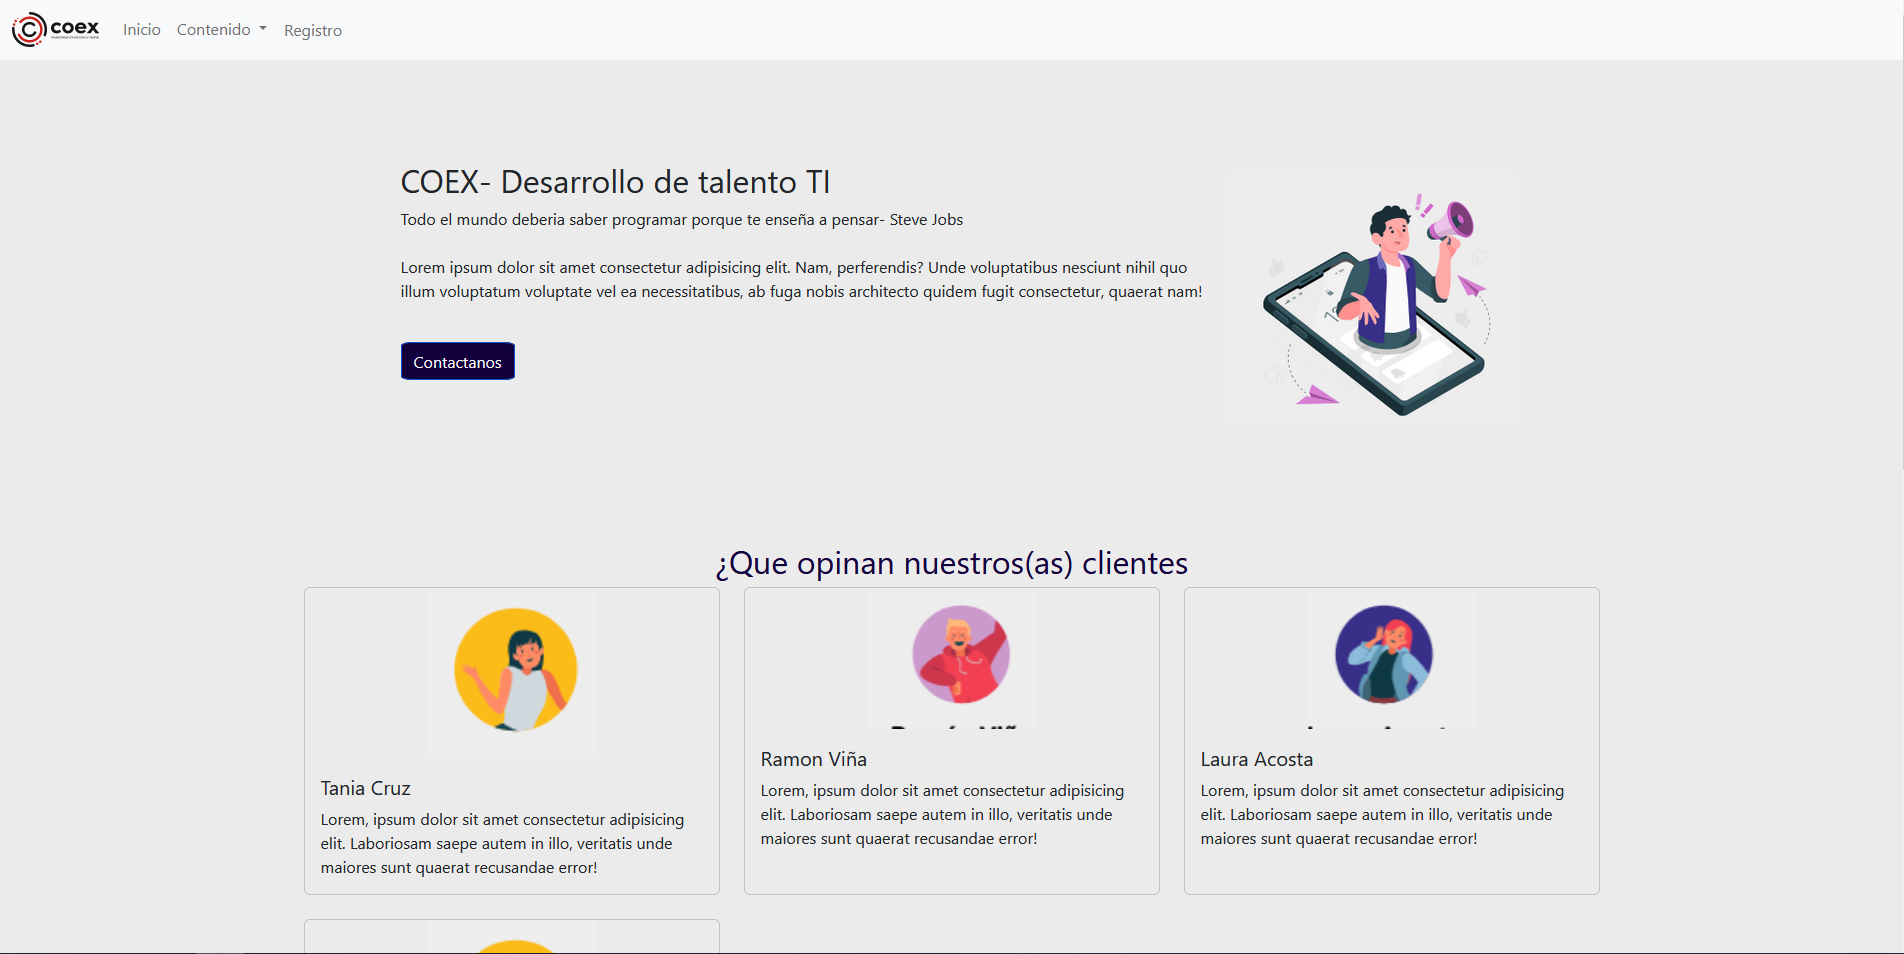 coex
Inicio
Contenido
Registro
COEX- Desarrollo de talento TI
Todo el mundo deberia saber programar porque te enseña a pensar- Steve Jobs
Lorem ipsum dolor sit amet consectetur adipisicing elit. Nam, perferendis? Unde voluptatibus nesciunt nihil quo
illum voluptatum voluptate vel ea necessitatibus, ab fuga nobis architecto quidem fugit consectetur, quaerat nam!
Contactanos
¿Que opinan nuestros(as) clientes
Tania Cruz
Lorem, ipsum dolor sit amet consectetur adipisicing
elit. Laboriosam saepe autem in illo, veritatis unde
maiores sunt quaerat recusandae error!
Ramon Viña
Lorem, ipsum dolor sit amet consectetur adipisicing
elit. Laboriosam saepe autem in illo, veritatis unde
maiores sunt quaerat recusandae error!
Laura Acosta
Lorem, ipsum dolor sit amet consectetur adipisicing
elit. Laboriosam saepe autem in illo, veritatis unde
maiores sunt quaerat recusandae error!